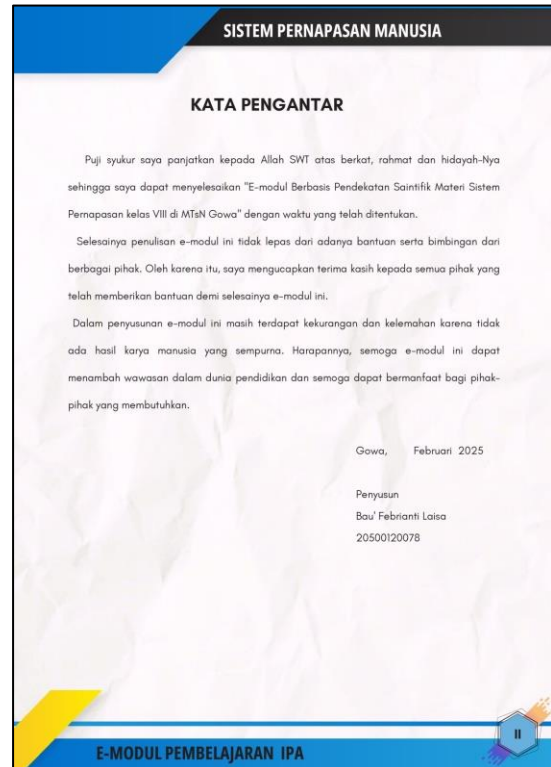 SISTEM PERNAPASAN MANUSIA
KATA PENGANTAR
Puji syukur saya panjatkan kepada Allah SWT atas berkat, rahmat dan hidayah-Nya
sehingga saya dapat menyelesaikan "E-modul Berbasis Pendekatan Saintifik Materi Sistem
Pernapasan kelas VIII di MTsN Gowa" dengan waktu yang telah ditentukan.
Selesainya penulisan e-modul ini tidak lepas dari adanya bantuan serta bimbingan dari
berbagai pihak. Oleh karena itu, saya mengucapkan terima kasih kepada semua pihak yang
telah memberikan bantuan demi selesainya e-modul ini.
Dalam penyusunan e-modul ini masih terdapat kekurangan dan kelemahan karena tidak
ada hasil karya manusia yang sempurna. Harapannya, semoga e-modul ini dapat
menambah wawasan dalam dunia pendidikan dan semoga dapat bermanfaat bagi pihak-
pihak yang membutuhkan.
Gowa, Februari 2025
Penyusun
Bau' Febrianti Laisa
20500120078
II
E-MODUL PEMBELAJARAN IPA